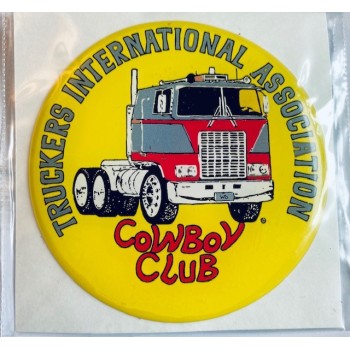 TRUCKERS INTERNATIONAL ASSOCIATION
COWBOY
CLUB
®